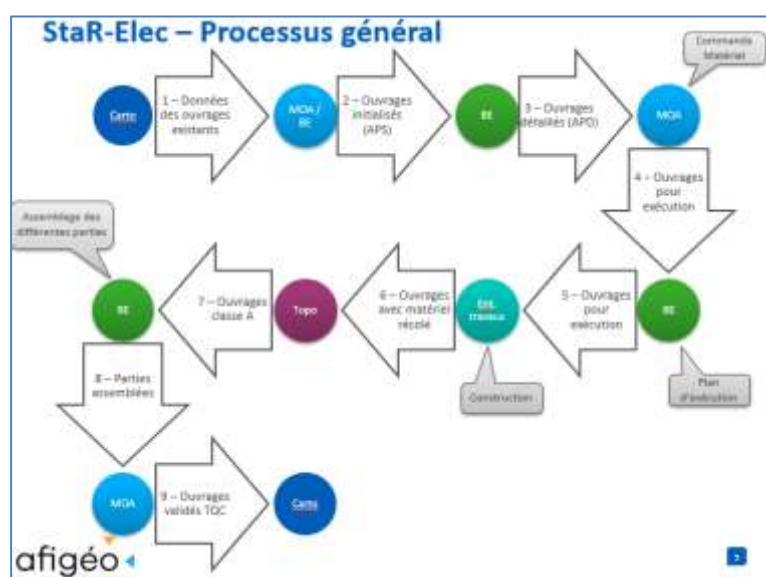 StaR-Elec – Processus général
Commande
Matériel
Carto
1 – Données
des ouvrages
existants
MOA /
BE
2 – Ouvrages
initialisés (APS)
BE
3 – Ouvrages
détaillés (APD)
MOA
4 – Ouvrages
pour
exécution
Assemblage des
différentes parties
BE
7 – Ouvrages
classe A
Topo
6 – Ouvrages
avec matériel
récolé
Ent.
travaux
5 – Ouvrages
pour
exécution
BE
8 – Parties
assemblées
Construction
Plan
d'exécution
MOA
9 – Ouvrages
validés TQC
Carto
afigéo